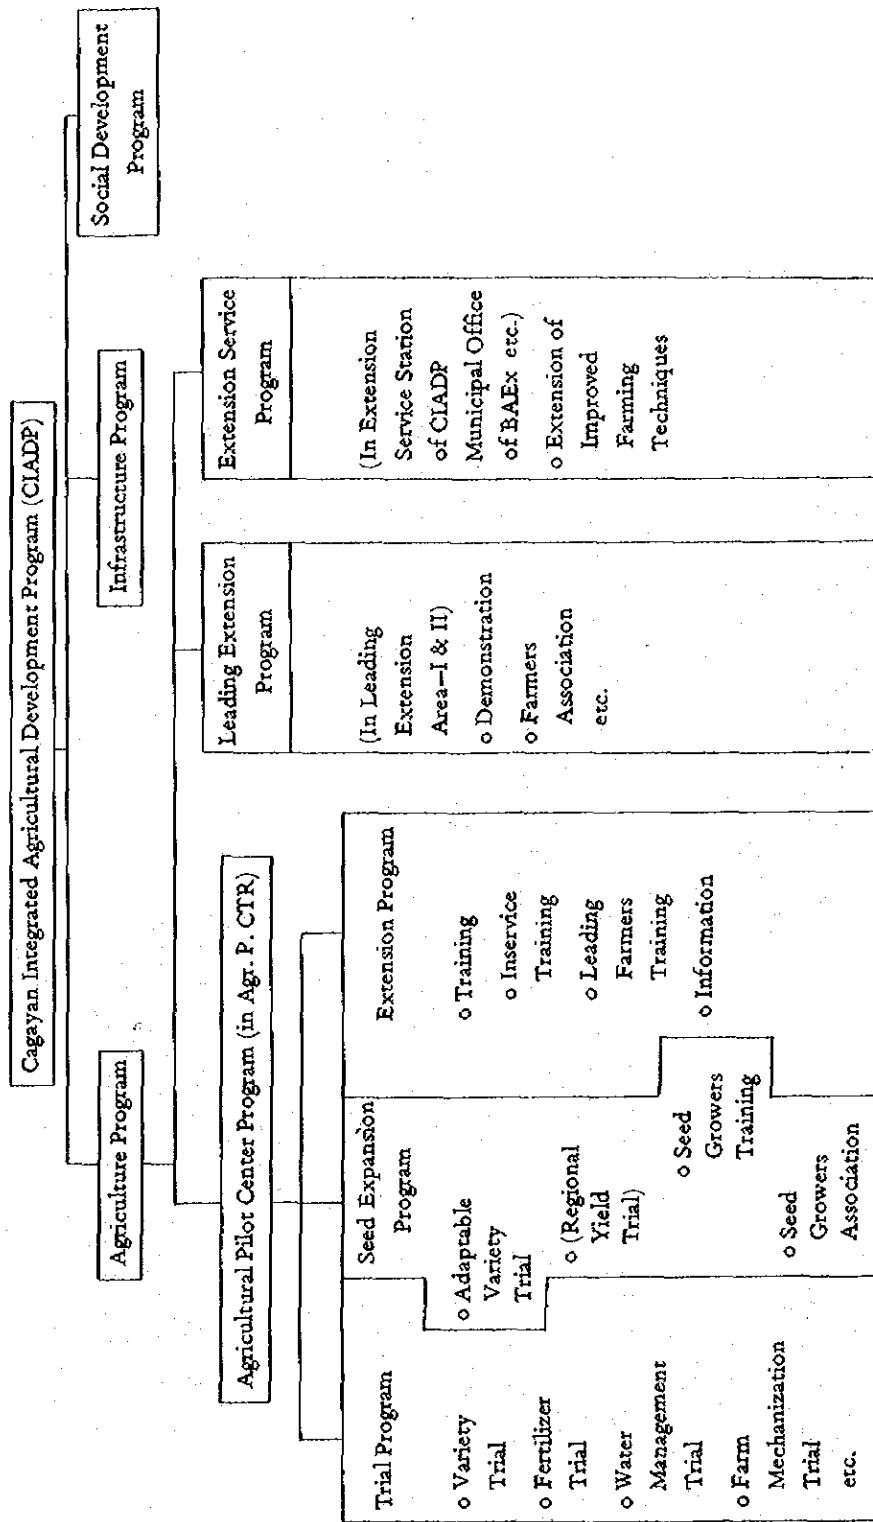 Cagayan Integrated Agricultural Development Program (CIADP)
Agriculture Program
Infrastructure Program
Social Development
Program
Agricultural Pilot Center Program (in Agr. P. CTR)
Leading Extension
Program
Extension Service
Program
Trial Program
o Variety
Trial
o Fertilizer
Trial
o Water
Management
Trial
o Farm
Mechanization
Trial
etc.
Seed Expansion
Program
o Adaptable
Variety
Trial
o (Regional
Yield
Trial)
o Seed
Growers
Training
o Seed
Growers
Association
Extension Program
o Training
o Inservice
Training
o Leading
Farmers
Training
o Information
(In Leading
Extension
Area—I & II)
o Demonstration
o Farmers
Association
etc.
(In Extension
Service Station
of CIADP
Municipal Office
of BAEx etc.)
o Extension of
Improved
Farming
Techniques